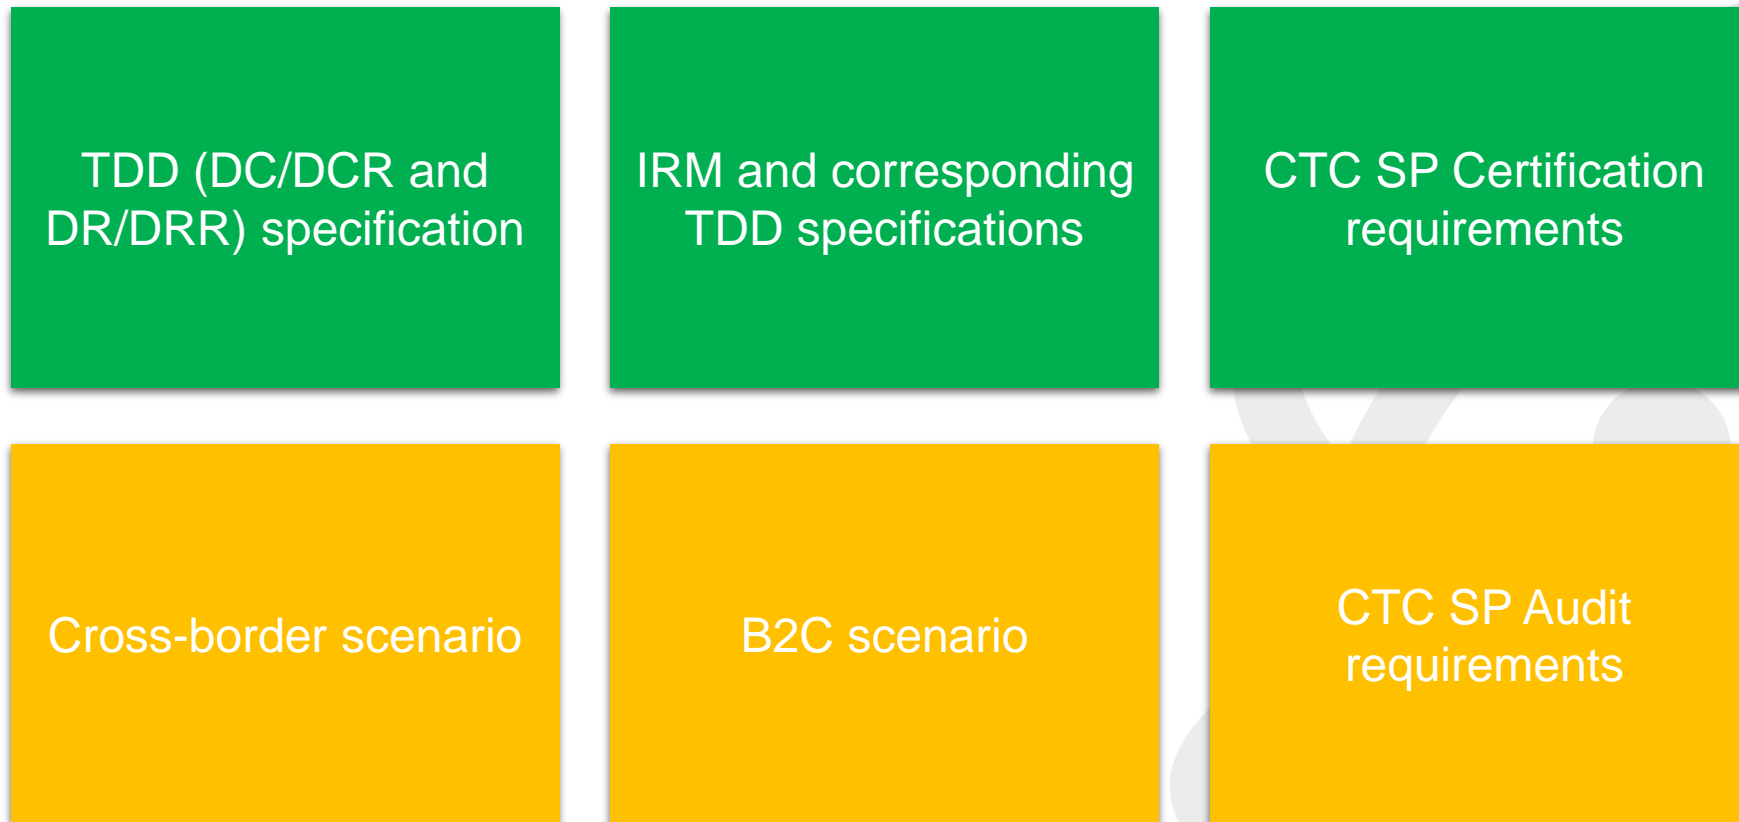 TDD (DC/DCR and
DR/DRR) specification
IRM and corresponding
TDD specifications
CTC SP Certification
requirements
Cross-border scenario
B2C scenario
CTC SP Audit
requirements